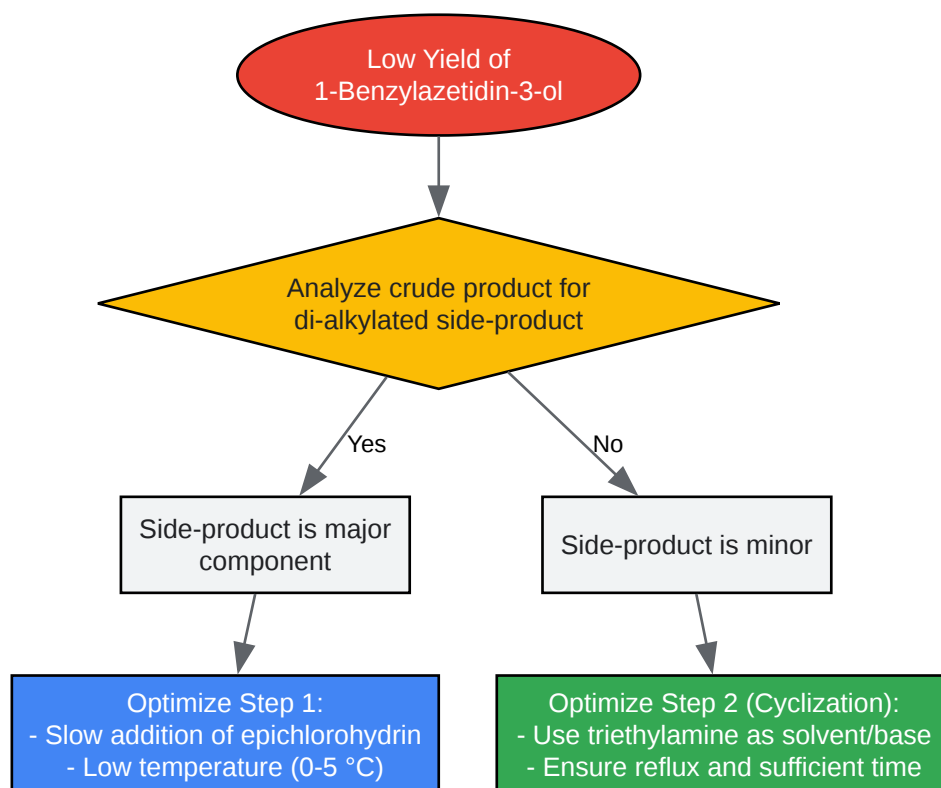 Low Yield of
1-Benzylazetidin-3-ol
Analyze crude product for
di-alkylated side-product
Yes
No
Side-product is major
component
Side-product is minor
Optimize Step 1:
- Slow addition of epichlorohydrin
- Low temperature (0-5 °C)
Optimize Step 2 (Cyclization):
- Use triethylamine as solvent/base
- Ensure reflux and sufficient time